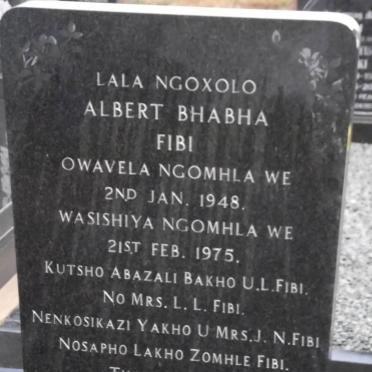 LALA NGOXOLO
ALBERT BHABHA
FIBI
OWAVELA NGOMHLA WE
2ND JAN. 1948.
WASISHIYA NGOMHLA WE
21ST FEB. 1975.
KUTSHO ABAZALI BAKHO U.L.FIBI.
NO MRS. L. L. FIBI.
NENKOSIKAZI YAKHO U MRS. J. N.FIBI
NOSAPHO LAKHO ZOMHLE FIBI.